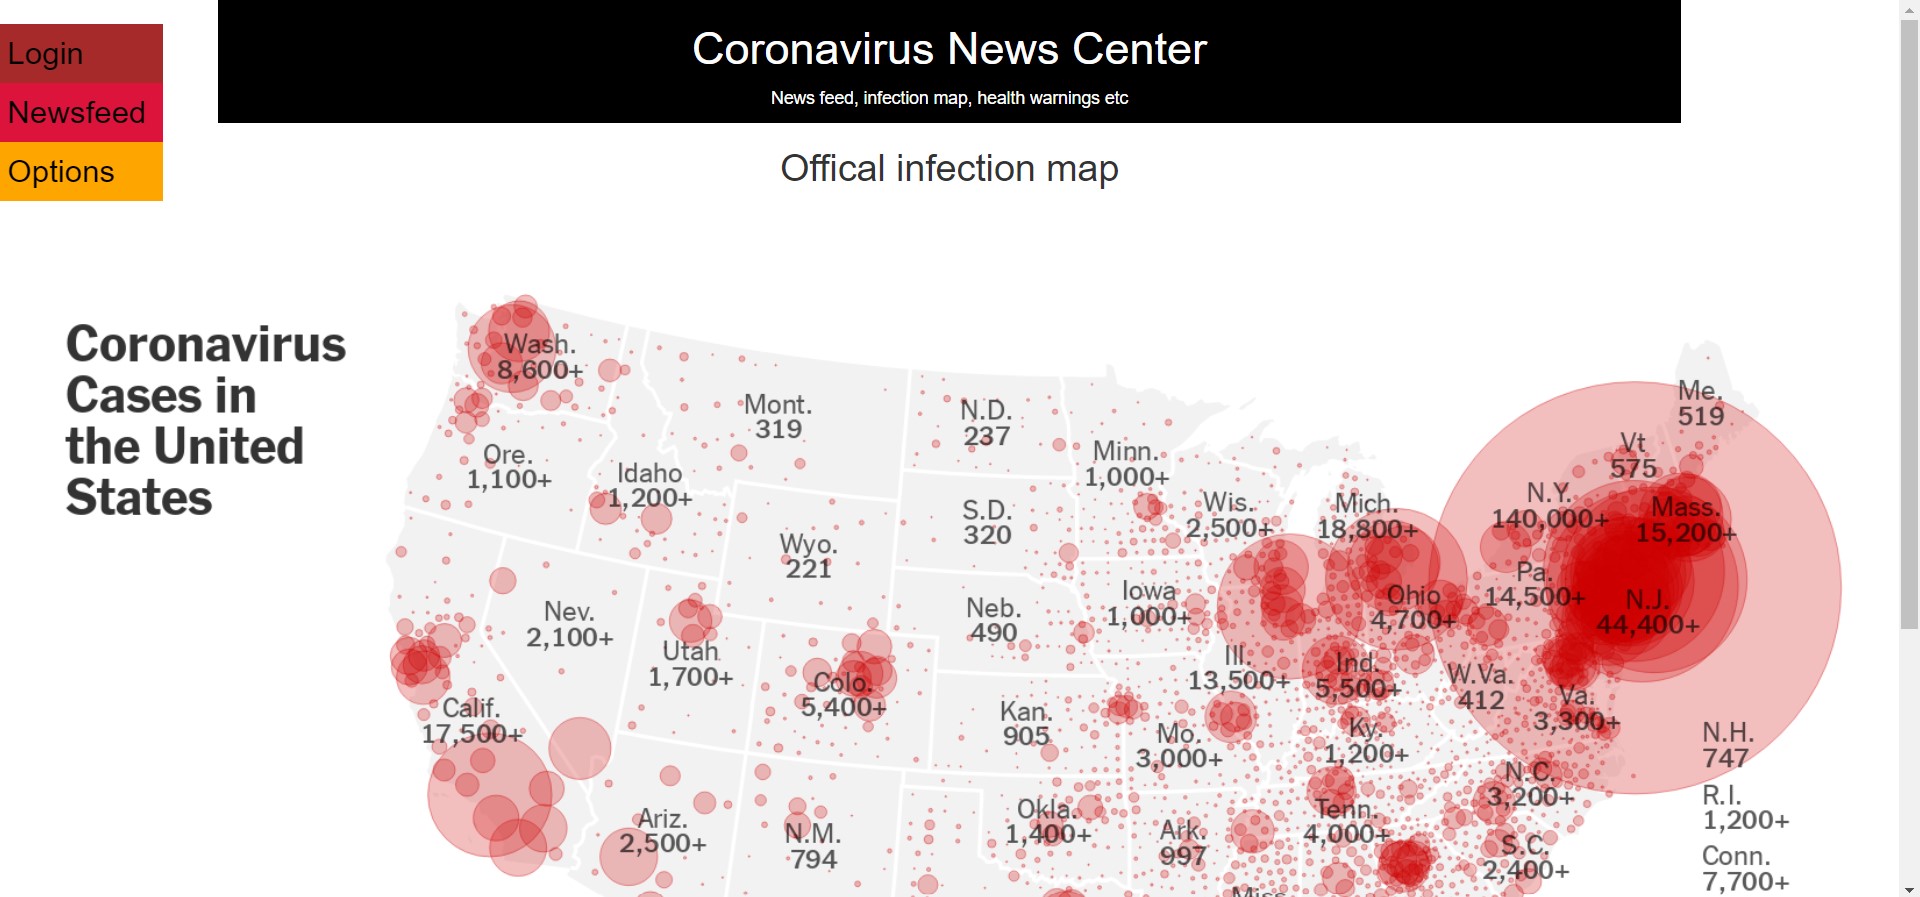 Login
Newsfeed
Options
Coronavirus News Center
News feed, infection map, health warnings etc
Offical infection map
Coronavirus
Cases in
the United
States
Wash.
8,600+
Ore.
1,100+
Idaho
1,200+
Mont.
319
N.D.
237
Minn.
1,000+
S.D.
320
Wis.
2,500+
Mich.
18,800+
Me.
519
Vt
575
N.Y.
140,000+
Mass.
15,200+
Wyo.
221
Nev.
2,100+
Utah
1,700+
Neb.
490
Iowa
1,000+
Ohio
4,700+
Pa.
14,500+
N.J.
44,400+
Calif.
17,500+
Colo.
5,400+
Kan.
905
Ill.
13,500+
Ind.
5,500+
W.Va.
412
Va.
3,300+
Mo.
3,000+
Ky.
1,200+
N.H.
747
Ariz.
2,500+
N.M.
794
Okla.
1,400+
Ark.
997
Tenn.
4,000+
N.C.
3,200+
R.I.
1,200+
S.C.
2,400+
Conn.
7,700+
Miss.